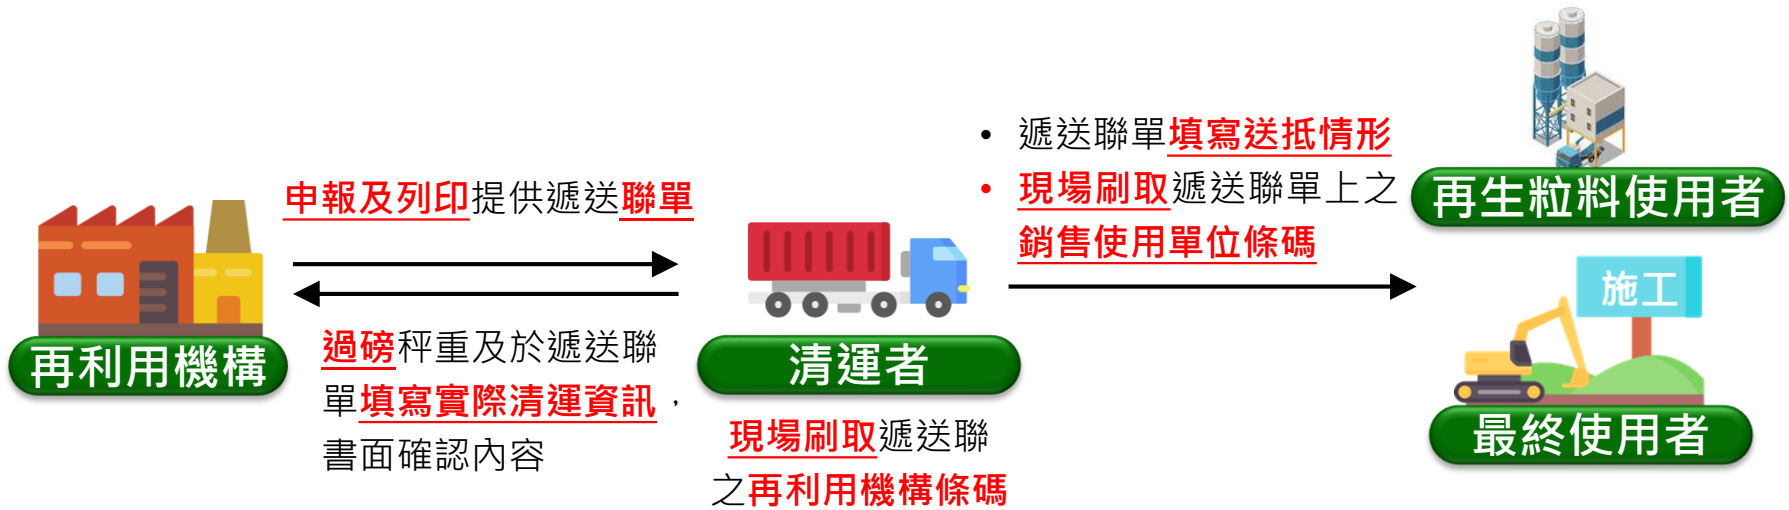 申報及列印提供遞送聯單
再利用機構
過磅秤重及於遞送聯
單填寫實際清運資訊，
書面確認內容
清運者
現場刷取遞送聯
之再利用機構條碼
• 遞送聯單填寫送抵情形
• 現場刷取遞送聯單上之
銷售使用單位條碼
再生粒料使用者
施工
最終使用者